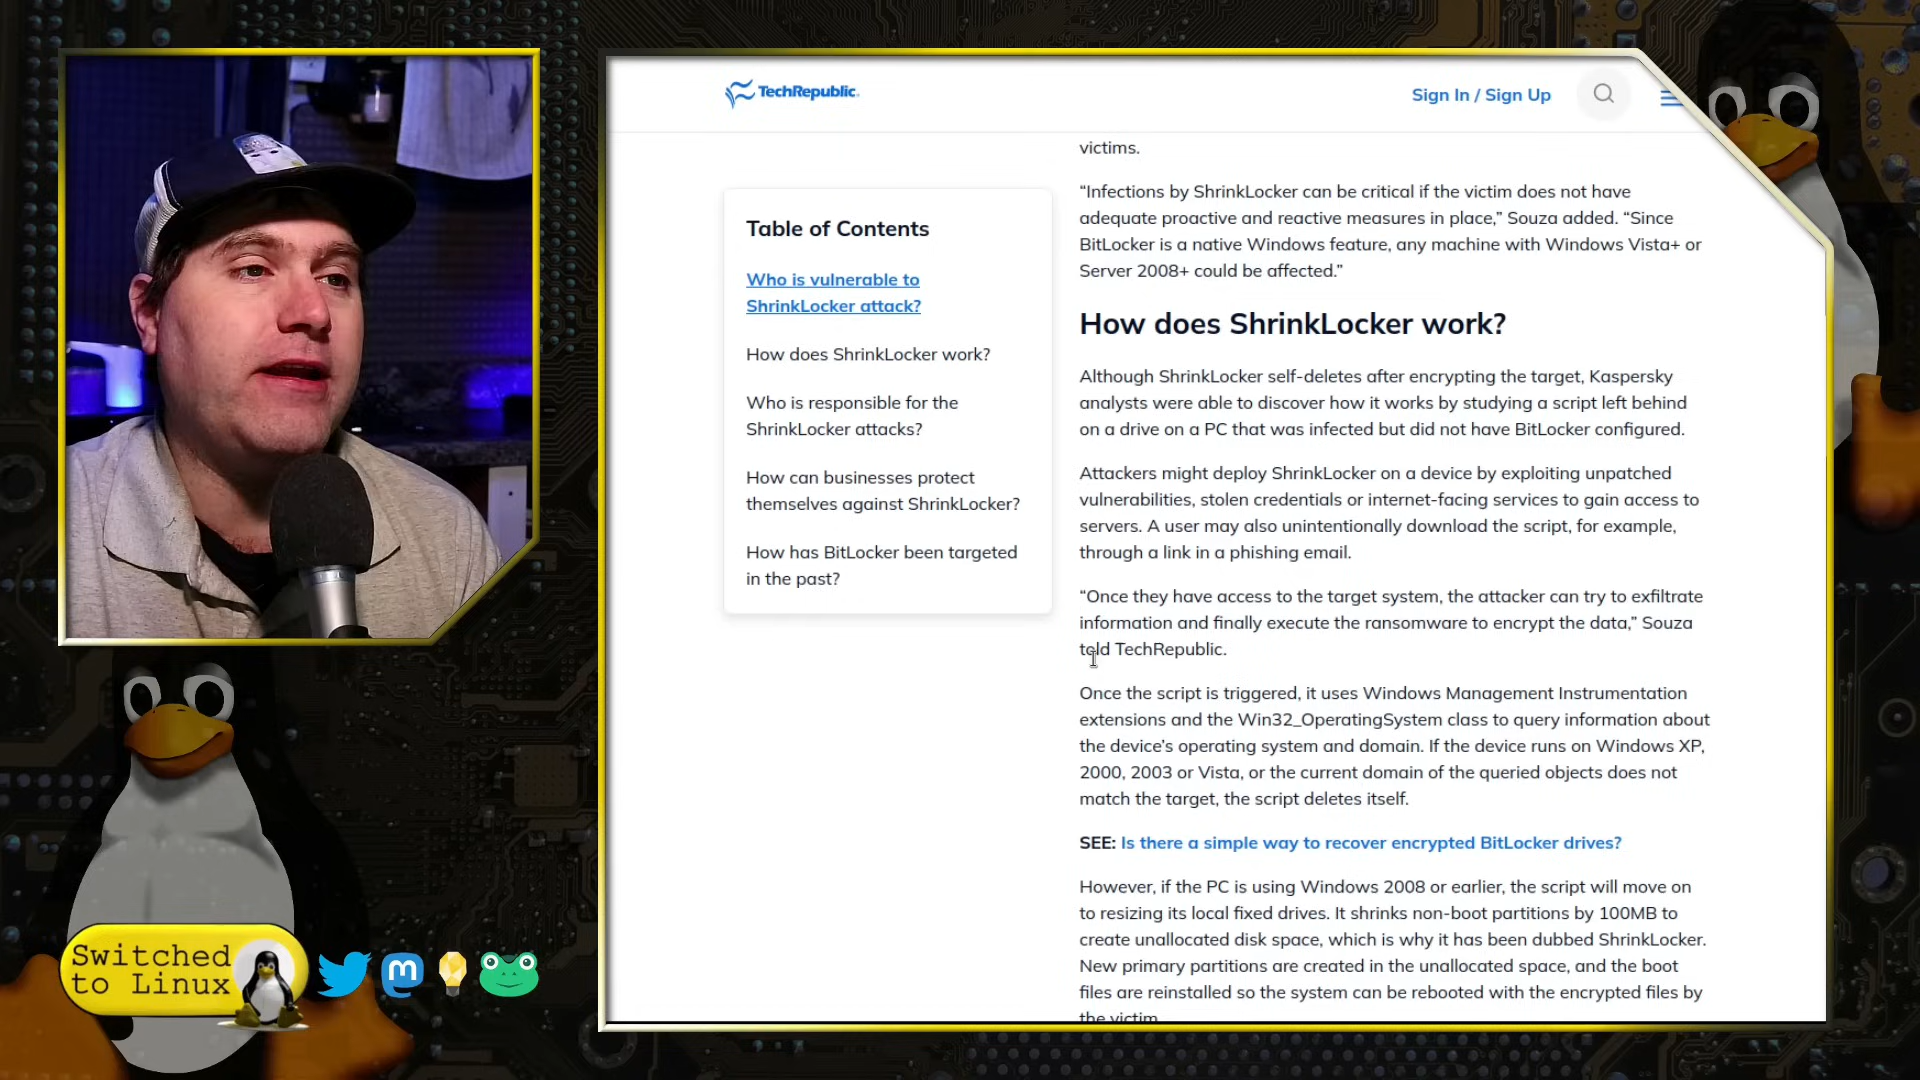 TechRepublic.
Sign In / Sign Up
Table of Contents
Who is vulnerable to
ShrinkLocker attack?
How does ShrinkLocker work?
Who is responsible for the
ShrinkLocker attacks?
How can businesses protect
themselves against ShrinkLocker?
How has BitLocker been targeted
in the past?
victims.
“Infections by ShrinkLocker can be critical if the victim does not have
adequate proactive and reactive measures in place,” Souza added. “Since
BitLocker is a native Windows feature, any machine with Windows Vista+ or
Server 2008+ could be affected.”
How does ShrinkLocker work?
Although ShrinkLocker self-deletes after encrypting the target, Kaspersky
analysts were able to discover how it works by studying a script left behind
on a drive on a PC that was infected but did not have BitLocker configured.
Attackers might deploy ShrinkLocker on a device by exploiting unpatched
vulnerabilities, stolen credentials or internet-facing services to gain access to
servers. A user may also unintentionally download the script, for example,
through a link in a phishing email.
“Once they have access to the target system, the attacker can try to exfiltrate
information and finally execute the ransomware to encrypt the data,” Souza
told TechRepublic.
Once the script is triggered, it uses Windows Management Instrumentation
extensions and the Win32_OperatingSystem class to query information about
the device’s operating system and domain. If the device runs on Windows XP,
2000, 2003 or Vista, or the current domain of the queried objects does not
match the target, the script deletes itself.
SEE: Is there a simple way to recover encrypted BitLocker drives?
However, if the PC is using Windows 2008 or earlier, the script will move on
to resizing its local fixed drives. It shrinks non-boot partitions by 100MB to
create unallocated disk space, which is why it has been dubbed ShrinkLocker.
New primary partitions are created in the unallocated space, and the boot
files are reinstalled so the system can be rebooted with the encrypted files by
the victim
Switched
to Linux